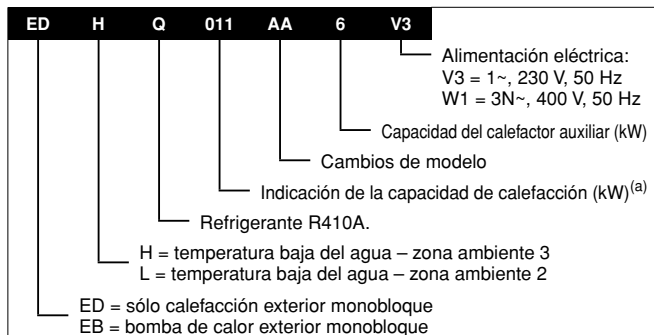 ED H Q 011 AA 6 V3
Alimentación eléctrica:
V3 = 1~, 230 V, 50 Hz
W1 = 3N~, 400 V, 50 Hz
Capacidad del calefactor auxiliar (kW)
Cambios de modelo
Indicación de la capacidad de calefacción (kW)(a)
Refrigerante R410A.
H = temperatura baja del agua – zona ambiente 3
L = temperatura baja del agua – zona ambiente 2
ED = sólo calefacción exterior monobloque
EB = bomba de calor exterior monobloque